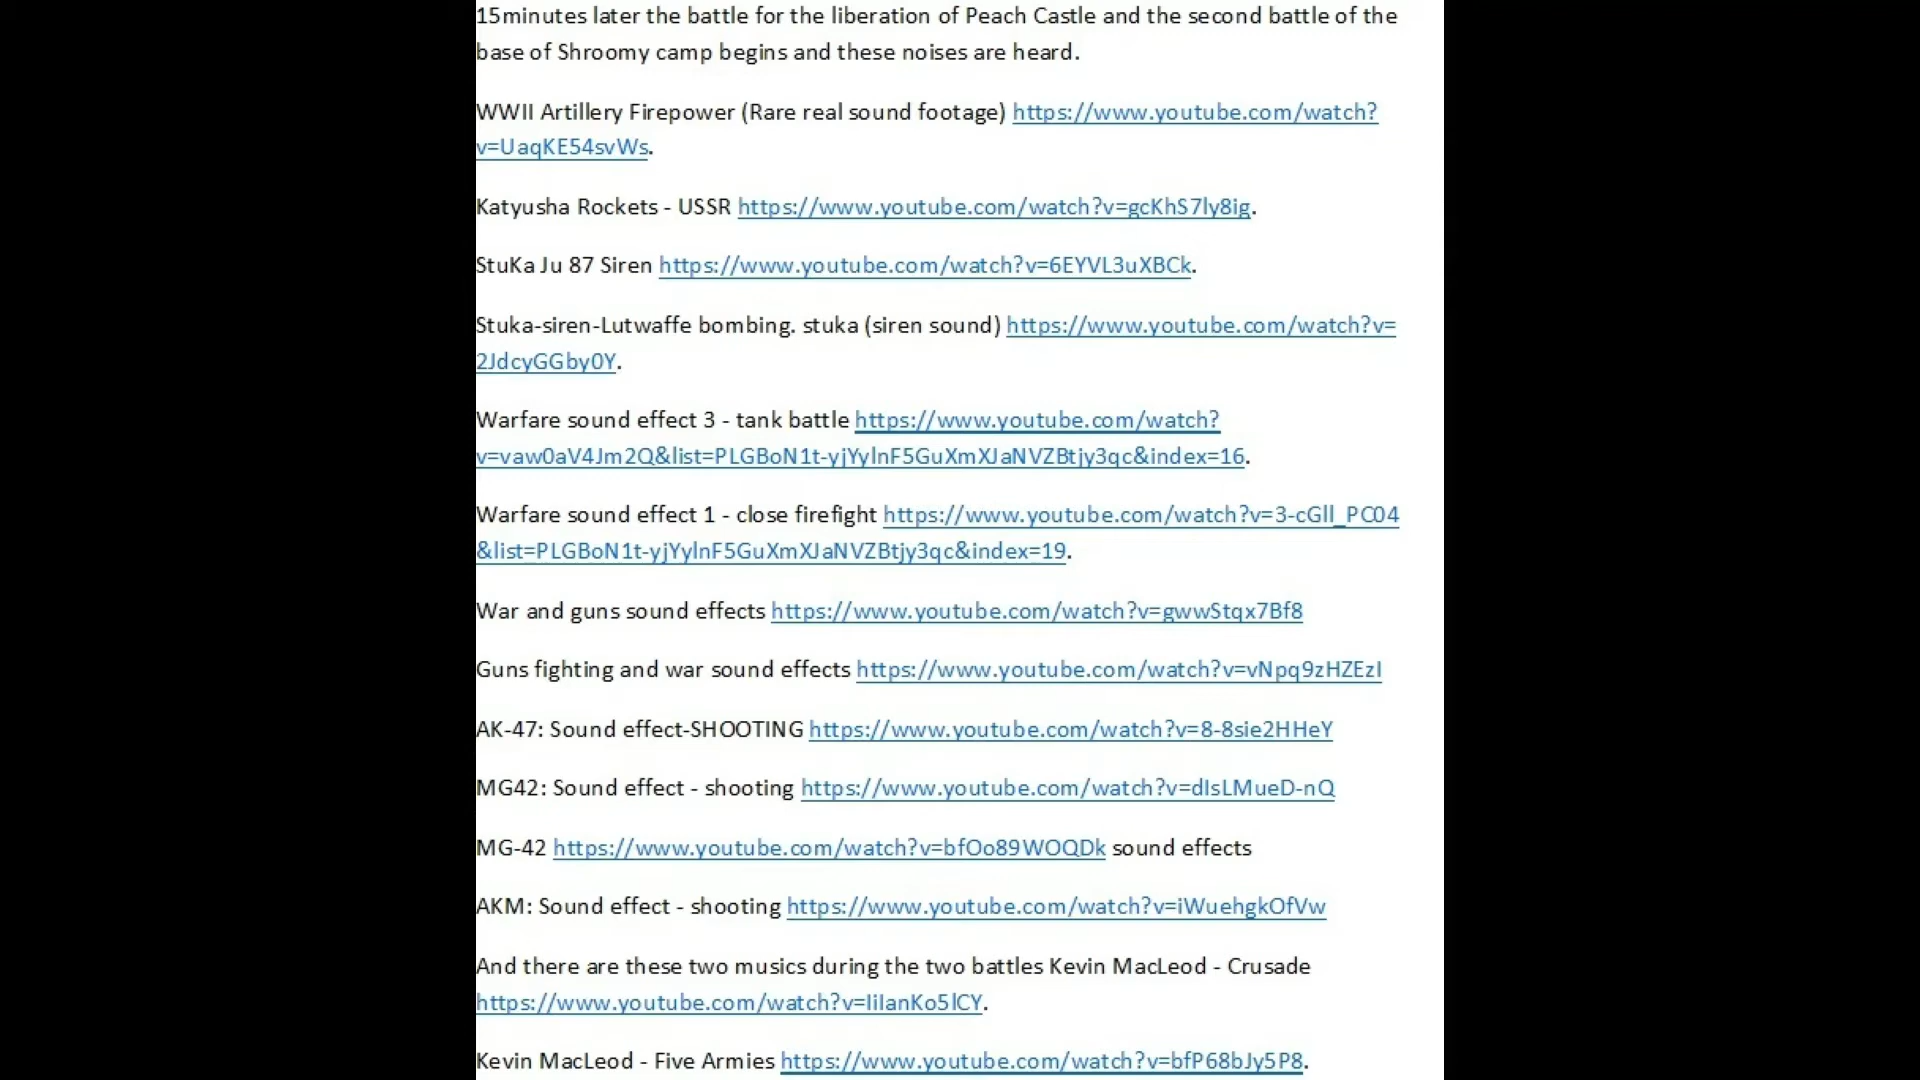 15minutes later the battle for the liberation of Peach Castle and the second battle of the
base of Shroomy camp begins and these noises are heard.
WWII Artillery Firepower (Rare real sound footage) https://www.youtube.com/watch?
v=UaqKE54svWs.
Katyusha Rockets - USSR https://www.youtube.com/watch?v=gcKhS7ly8ig.
StuKa Ju 87 Siren https://www.youtube.com/watch?v=6EYVL3uXBCk.
Stuka-siren-Lutwaffe bombing. stuka (siren sound) https://www.youtube.com/watch?v=
2JdcyGGby0Y.
Warfare sound effect 3 - tank battle https://www.youtube.com/watch?
v=vaw0aV4Jm2Q&list=PLGBoN1t-yjYylnF5GuXmXJaNVZBtjy3qc&index=16.
Warfare sound effect 1 - close firefight https://www.youtube.com/watch?v=3-cGll_PC04
&list=PLGBoN1t-yjYylnF5GuXmXJaNVZBtjy3qc&index=19.
War and guns sound effects https://www.youtube.com/watch?v=gwwStqx7Bf8
Guns fighting and war sound effects https://www.youtube.com/watch?v=vNpq9zHZEzI
AK-47: Sound effect-SHOOTING https://www.youtube.com/watch?v=8-8sie2HHeY
MG42: Sound effect - shooting https://www.youtube.com/watch?v=dIsLMueD-nQ
MG-42 https://www.youtube.com/watch?v=bfOo89WOQDk sound effects
AKM: Sound effect - shooting https://www.youtube.com/watch?v=iWuehgkOfVw
And there are these two musics during the two battles Kevin MacLeod - Crusade
https://www.youtube.com/watch?v=IiIanKo5lCY.
Kevin MacLeod - Five Armies https://www.youtube.com/watch?v=bfP68bJy5P8.